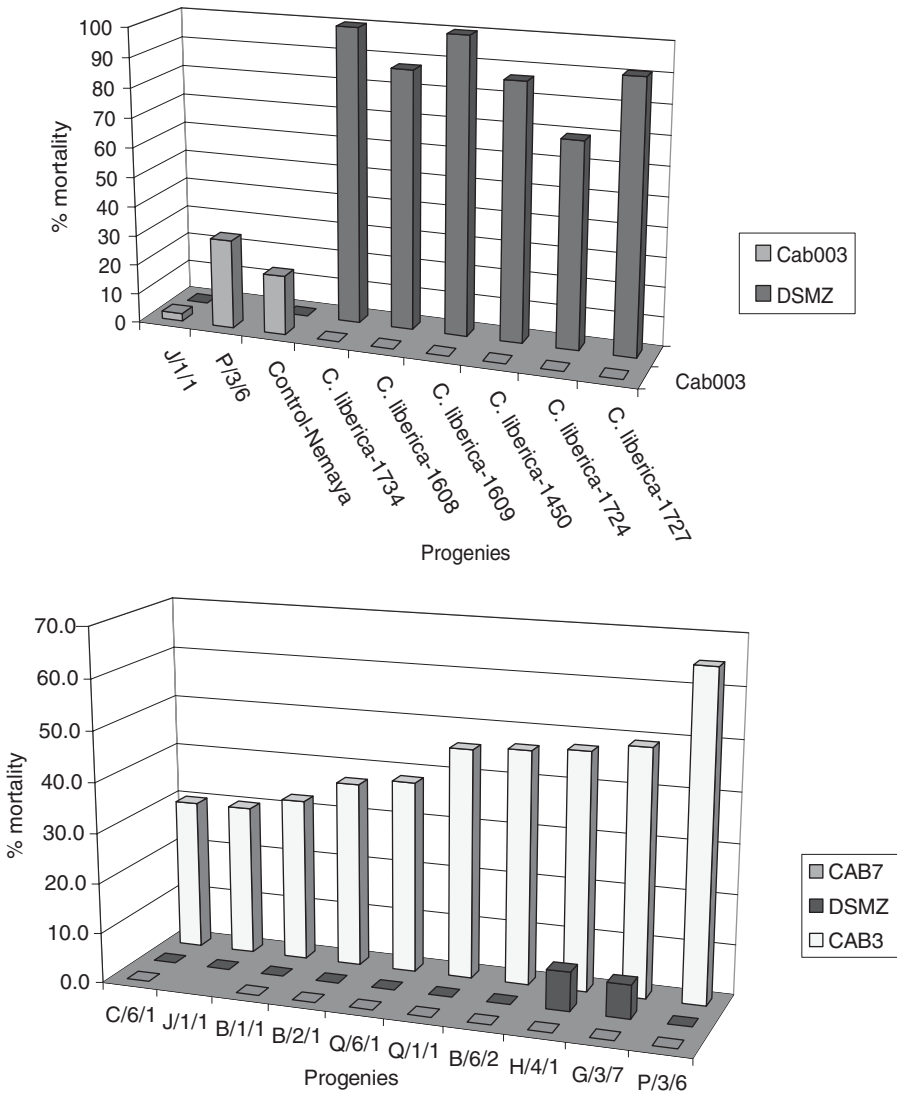 100
90
80
70
60
50
40
30
20
10
0
% mortality
J/1/1
P/3/6
Control-Nemaya
C. liberica-1734
C. liberica-1608
C. liberica-1609
C. liberica-1450
C. liberica-1724
C. liberica-1727
Progenies
Cab003
Cab003
DSMZ
70.0
60.0
50.0
40.0
30.0
20.0
10.0
0.0
% mortality
C/6/1
J/1/1
B/1/1
B/2/1
Q/6/1
Q/1/1
B/6/2
H/4/1
G/3/7
P/3/6
Progenies
CAB7
DSMZ
CAB3